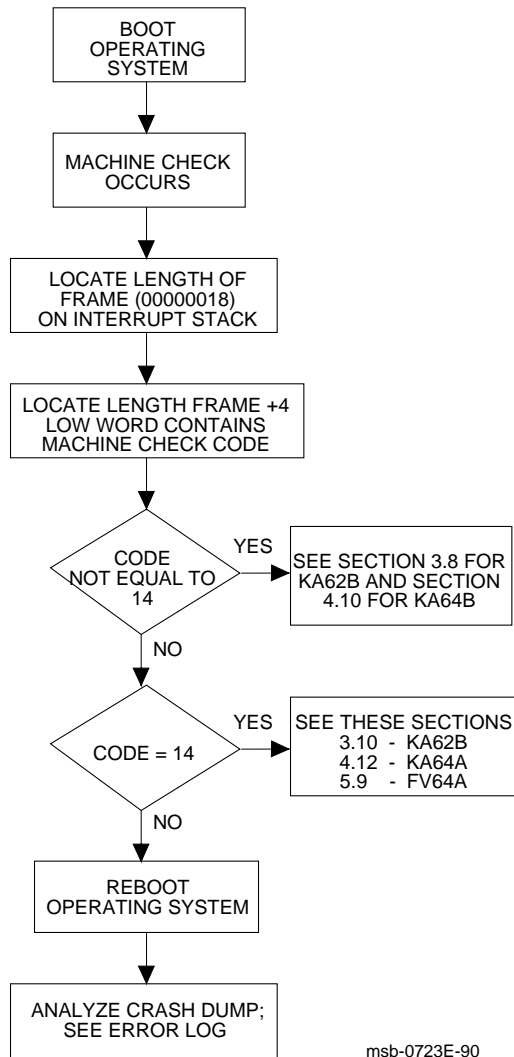 BOOT
OPERATING
SYSTEM
MACHINE CHECK
OCCURS
LOCATE LENGTH OF
FRAME (00000018)
ON INTERRUPT STACK
LOCATE LENGTH FRAME +4
LOW WORD CONTAINS
MACHINE CHECK CODE
CODE
NOT EQUAL TO
14
YES
SEE SECTION 3.8 FOR
KA62B AND SECTION
4.10 FOR KA64B
NO
CODE = 14
YES
SEE THESE SECTIONS
3.10 - KA62B
4.12 - KA64A
5.9 - FV64A
NO
REBOOT
OPERATING SYSTEM
ANALYZE CRASH DUMP;
SEE ERROR LOG
msb-0723E-90